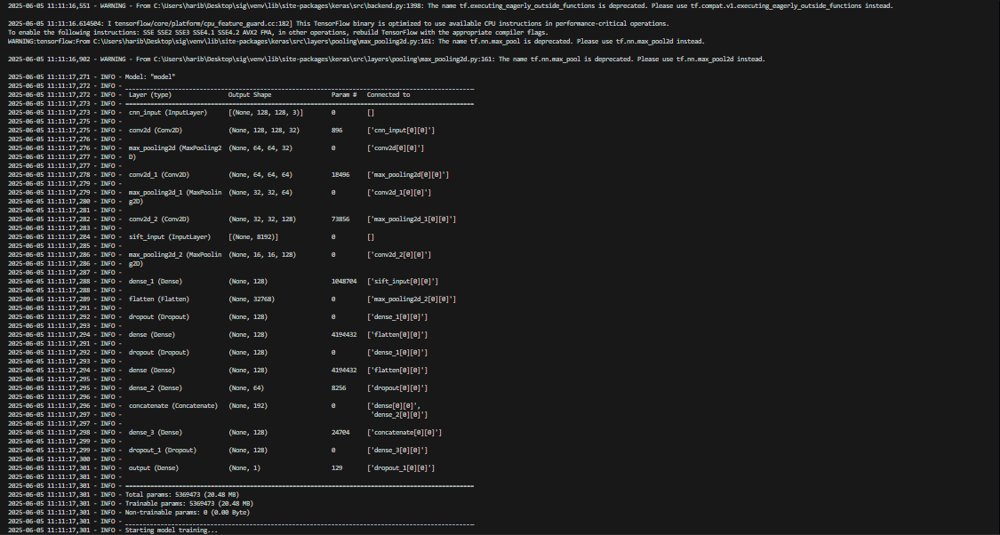 2025-06-05 11:11:16,551 - WARNING - From C:\Users\harib\Desktop\sig\venv\lib\site-packages\keras\src\backend.py:1398: The name tf.executing_eagerly_outside_functions is deprecated. Please use tf.compat.v1.executing_eagerly_outside_functions instead.
2025-06-05 11:11:16.614504: I tensorflow/core/platform/cpu_feature_guard.cc:182] This TensorFlow binary is optimized to use available CPU instructions in performance-critical operations.
To enable the following instructions: SSE SSE2 SSE3 SSE4.1 SSE4.2 AVX2 FMA, in other operations, rebuild TensorFlow with the appropriate compiler flags.
WARNING:tensorflow:From C:\Users\harib\Desktop\sig\venv\lib\site-packages\keras\src\layers\pooling\max_pooling2d.py:161: The name tf.nn.max_pool is deprecated. Please use tf.nn.max_pool2d instead.
2025-06-05 11:11:16,902 - WARNING - From C:\Users\harib\Desktop\sig\venv\lib\site-packages\keras\src\layers\pooling\max_pooling2d.py:161: The name tf.nn.max_pool is deprecated. Please use tf.nn.max_pool2d instead.
2025-06-05 11:11:17,271 - INFO - Model: "model"
2025-06-05 11:11:17,272 - INFO - __________________________________________________________________________________________________
2025-06-05 11:11:17,272 - INFO -  Layer (type)                Output Shape                 Param #   Connected to
2025-06-05 11:11:17,273 - INFO - ==================================================================================================
2025-06-05 11:11:17,273 - INFO -  cnn_input (InputLayer)      [(None, 128, 128, 3)]        0         []
2025-06-05 11:11:17,275 - INFO -
2025-06-05 11:11:17,275 - INFO -  conv2d (Conv2D)             (None, 128, 128, 32)         896       ['cnn_input[0][0]']
2025-06-05 11:11:17,276 - INFO -
2025-06-05 11:11:17,276 - INFO -  max_pooling2d (MaxPooling2  (None, 64, 64, 32)           0         ['conv2d[0][0]']
2025-06-05 11:11:17,277 - INFO -  D)
2025-06-05 11:11:17,277 - INFO -
2025-06-05 11:11:17,278 - INFO -  conv2d_1 (Conv2D)           (None, 64, 64, 64)           18496     ['max_pooling2d[0][0]']
2025-06-05 11:11:17,279 - INFO -
2025-06-05 11:11:17,279 - INFO -  max_pooling2d_1 (MaxPoolin  (None, 32, 32, 64)           0         ['conv2d_1[0][0]']
2025-06-05 11:11:17,280 - INFO -  g2D)
2025-06-05 11:11:17,281 - INFO -
2025-06-05 11:11:17,282 - INFO -  conv2d_2 (Conv2D)           (None, 32, 32, 128)          73856     ['max_pooling2d_1[0][0]']
2025-06-05 11:11:17,283 - INFO -
2025-06-05 11:11:17,284 - INFO -  sift_input (InputLayer)     [(None, 8192)]               0         []
2025-06-05 11:11:17,285 - INFO -
2025-06-05 11:11:17,286 - INFO -  max_pooling2d_2 (MaxPoolin  (None, 16, 16, 128)          0         ['conv2d_2[0][0]']
2025-06-05 11:11:17,286 - INFO -  g2D)
2025-06-05 11:11:17,287 - INFO -
2025-06-05 11:11:17,288 - INFO -  dense_1 (Dense)             (None, 128)                  1048704   ['sift_input[0][0]']
2025-06-05 11:11:17,288 - INFO -
2025-06-05 11:11:17,289 - INFO -  flatten (Flatten)           (None, 32768)                0         ['max_pooling2d_2[0][0]']
2025-06-05 11:11:17,291 - INFO -
2025-06-05 11:11:17,292 - INFO -  dropout (Dropout)           (None, 128)                  0         ['dense_1[0][0]']
2025-06-05 11:11:17,293 - INFO -
2025-06-05 11:11:17,294 - INFO -  dense (Dense)               (None, 128)                  4194432   ['flatten[0][0]']
2025-06-05 11:11:17,291 - INFO -
2025-06-05 11:11:17,292 - INFO -  dropout (Dropout)           (None, 128)                  0         ['dense_1[0][0]']
2025-06-05 11:11:17,293 - INFO -
2025-06-05 11:11:17,294 - INFO -  dense (Dense)               (None, 128)                  4194432   ['flatten[0][0]']
2025-06-05 11:11:17,295 - INFO -
2025-06-05 11:11:17,295 - INFO -  dense_2 (Dense)             (None, 64)                   8256      ['dropout[0][0]']
2025-06-05 11:11:17,296 - INFO -
2025-06-05 11:11:17,296 - INFO -  concatenate (Concatenate)   (None, 192)                  0         ['dense[0][0]',
2025-06-05 11:11:17,297 - INFO -                                                                     'dense_2[0][0]']
2025-06-05 11:11:17,297 - INFO -
2025-06-05 11:11:17,298 - INFO -  dense_3 (Dense)             (None, 128)                  24704     ['concatenate[0][0]']
2025-06-05 11:11:17,299 - INFO -
2025-06-05 11:11:17,299 - INFO -  dropout_1 (Dropout)         (None, 128)                  0         ['dense_3[0][0]']
2025-06-05 11:11:17,300 - INFO -
2025-06-05 11:11:17,301 - INFO -  output (Dense)              (None, 1)                    129       ['dropout_1[0][0]']
2025-06-05 11:11:17,301 - INFO -
2025-06-05 11:11:17,301 - INFO - ==================================================================================================
2025-06-05 11:11:17,301 - INFO - Total params: 5369473 (20.48 MB)
2025-06-05 11:11:17,301 - INFO - Trainable params: 5369473 (20.48 MB)
2025-06-05 11:11:17,301 - INFO - Non-trainable params: 0 (0.00 Byte)
2025-06-05 11:11:17,301 - INFO - __________________________________________________________________________________________________
2025-06-05 11:11:17,301 - INFO - Starting model training...